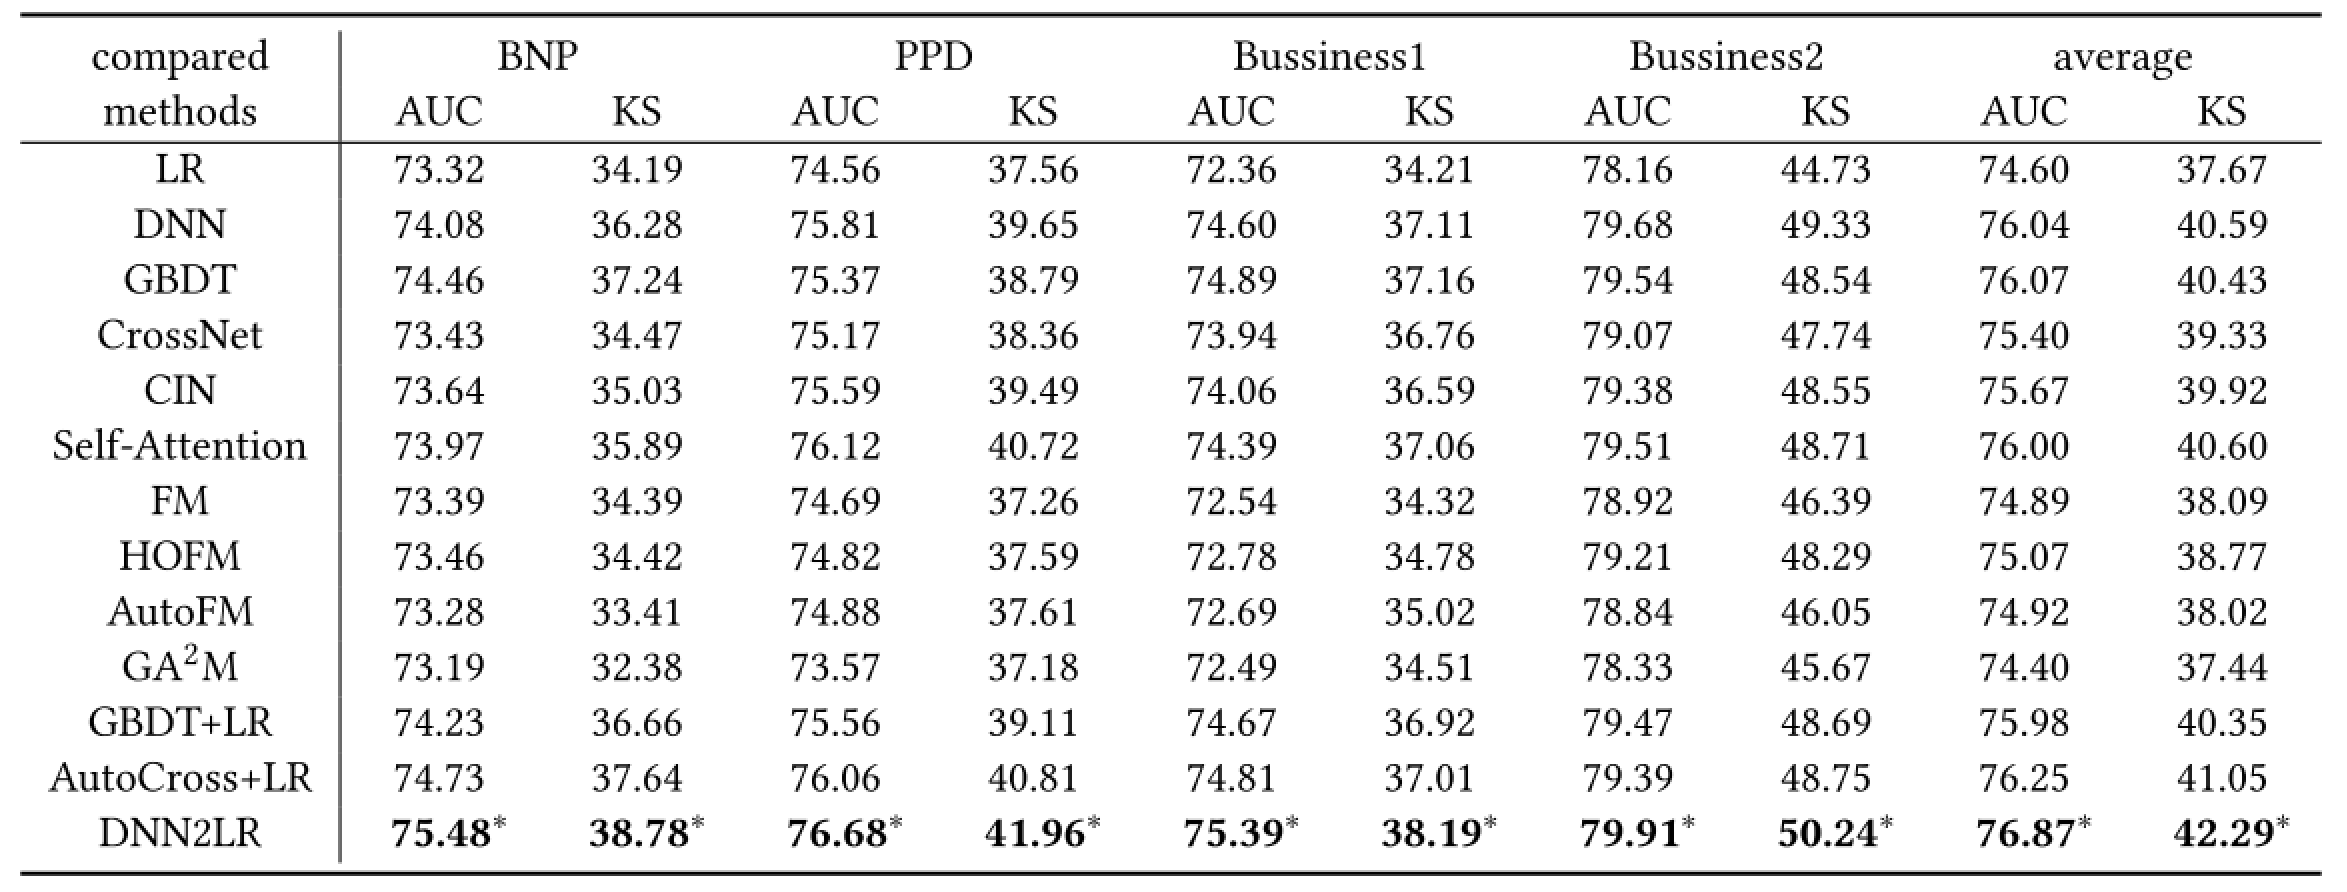 compared BNP PPD Bussiness1 Bussiness2 average
methods AUC KS AUC KS AUC KS AUC KS AUC KS
LR 73.32 34.19 74.56 37.56 72.36 34.21 78.16 44.73 74.60 37.67
DNN 74.08 36.28 75.81 39.65 74.60 37.11 79.68 49.33 76.04 40.59
GBDT 74.46 37.24 75.37 38.79 74.89 37.16 79.54 48.54 76.07 40.43
CrossNet 73.43 34.47 75.17 38.36 73.94 36.76 79.07 47.74 75.40 39.33
CIN 73.64 35.03 75.59 39.49 74.06 36.59 79.38 48.55 75.67 39.92
Self-Attention 73.97 35.89 76.12 40.72 74.39 37.06 79.51 48.71 76.00 40.60
FM 73.39 34.39 74.69 37.26 72.54 34.32 78.92 46.39 74.89 38.09
HOFM 73.46 34.42 74.82 37.59 72.78 34.78 79.21 48.29 75.07 38.77
AutoFM 73.28 33.41 74.88 37.61 72.69 35.02 78.84 46.05 74.92 38.02
GA²M 73.19 32.38 73.57 37.18 72.49 34.51 78.33 45.67 74.40 37.44
GBDT+LR 74.23 36.66 75.56 39.11 74.67 36.92 79.47 48.69 75.98 40.35
AutoCross+LR 74.73 37.64 76.06 40.81 74.81 37.01 79.39 48.75 76.25 41.05
DNN2LR 75.48* 38.78* 76.68* 41.96* 75.39* 38.19* 79.91* 50.24* 76.87* 42.29*